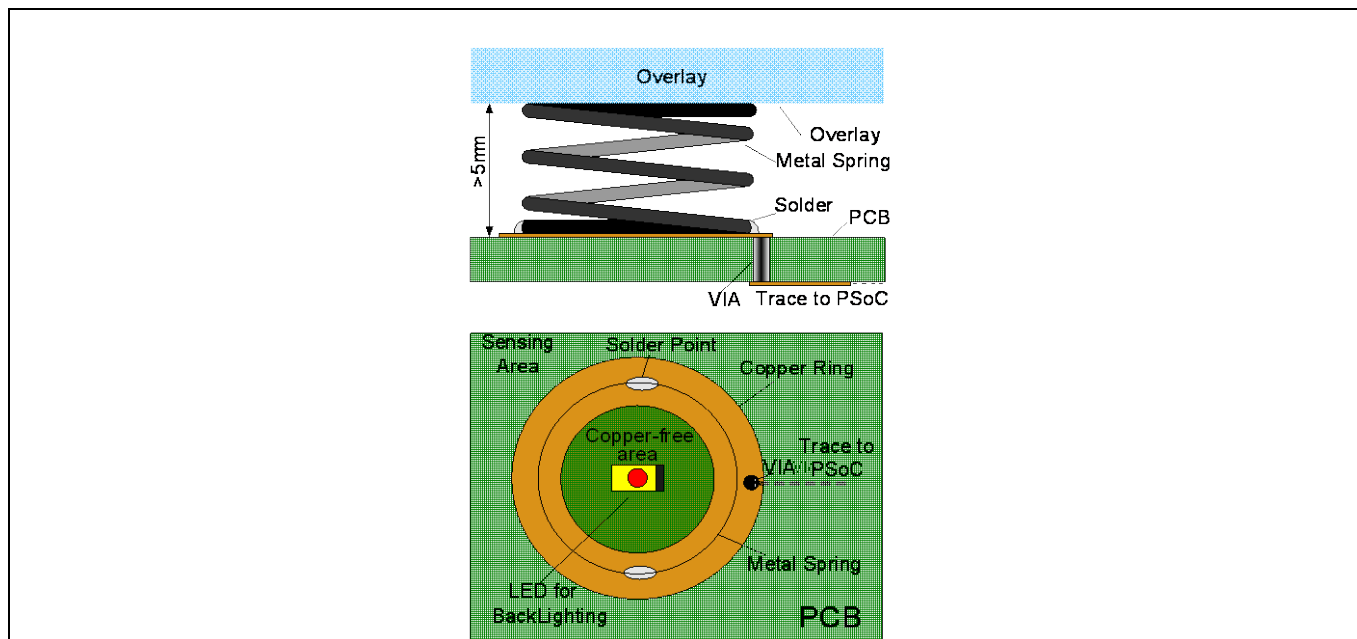 Overlay
Overlay
Metal Spring
>5mm
Solder
PCB
VIA
Trace to PSoC
Sensing
Area
Solder Point
Copper Ring
Copper-free
area
Trace to
VIA
PSoC
Metal Spring
LED for
BackLighting
PCB